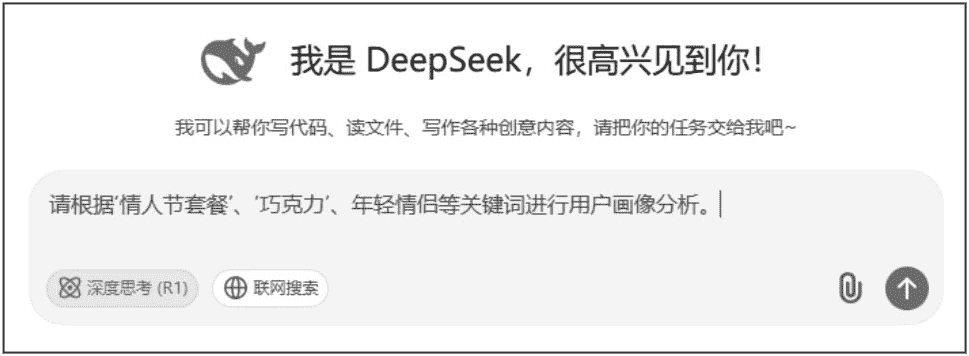 我是 DeepSeek，很高兴见到你！
我可以帮你写代码、读文件、写作各种创意内容，请把你的任务交给我吧~
请根据‘情人节套餐’、‘巧克力’、年轻情侣等关键词进行用户画像分析。
深度思考 (R1) 联网搜索